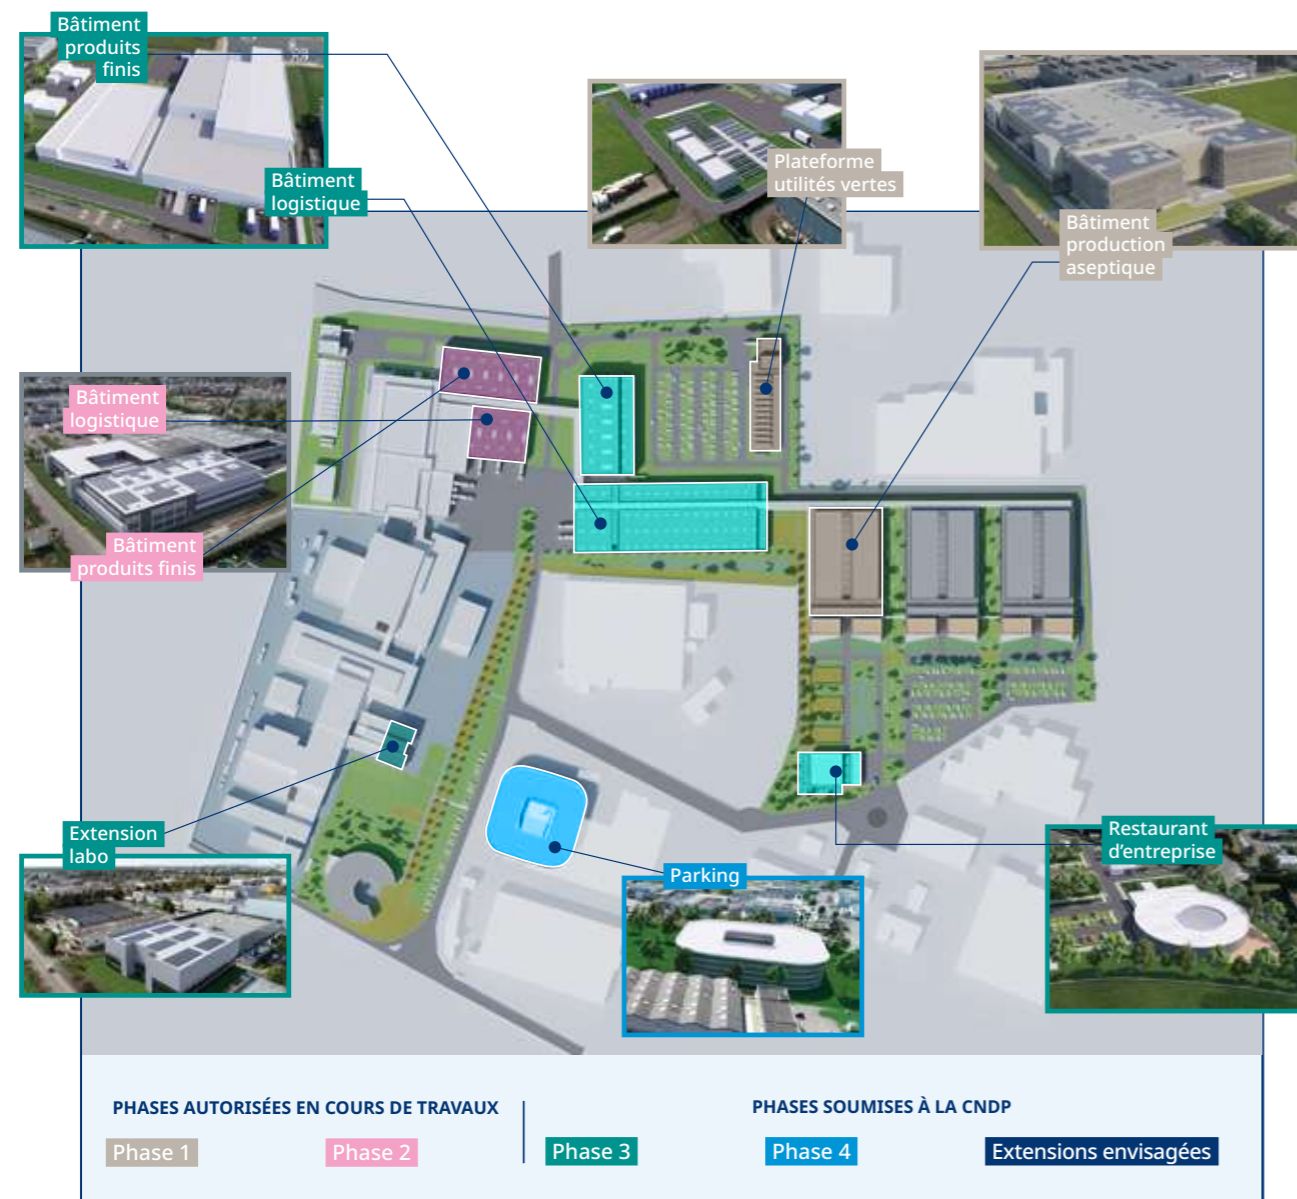 Bâtiment
produits
finis
Bâtiment
logistique
Plateforme
utilités vertes
Bâtiment
production
aseptique
Bâtiment
logistique
Bâtiment
produits finis
Extension
labo
Parking
Restaurant
d'entreprise
PHASES AUTORISÉES EN COURS DE TRAVAUX
PHASES SOUMISES À LA CNDP
Phase 1
Phase 2
Phase 3
Phase 4
Extensions envisagées